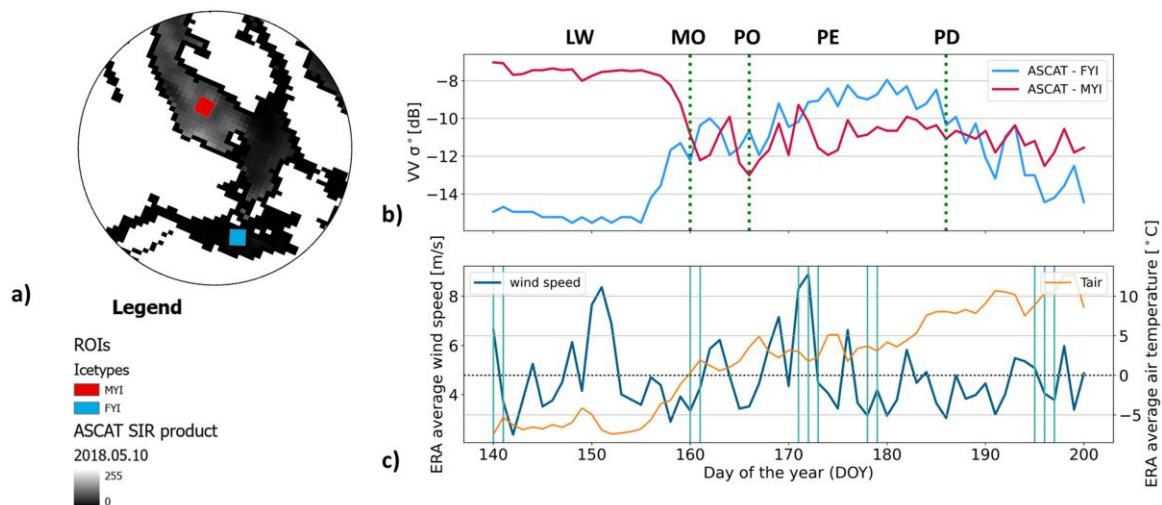 a)
Legend
ROIs
Icetypes
MYI
FYI
ASCAT SIR product
2018.05.10
255
0
LW MO PO PE PD
b)
VV σ° [dB]
−8
−10
−12
−14
ASCAT - FYI
ASCAT - MYI
c)
ERA average wind speed [m/s]
8
6
4
wind speed
Tair
10
5
0
−5
ERA average air temperature [°C]
140 150 160 170 180 190 200
Day of the year (DOY)